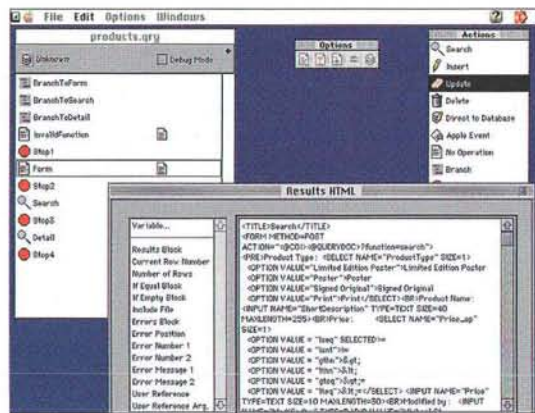 File Edit Options Windows
products.qry
Unknown
Debug Mode
BranchToForm
BranchToSearch
BranchToDetail
InvalidFunction
Stop1
Form
Stop2
Search
Stop3
Detail
Stop4
Options
Actions
Search
Insert
Update
Delete
Direct to Database
Apple Event
No Operation
Branch
Results HTML
Variable...
Results Block
Current Row Number
Number of Rows
If Equal Block
If Empty Block
Include File
Errors Block
Error Position
Error Number 1
Error Number 2
Error Message 1
Error Message 2
User Reference
User Reference Arg.
<TITLE>Search</TITLE>
<FORM METHOD=POST
ACTION="<@CGI><@QUERYDOC>?function=search">
<PRE>Product Type: <SELECT NAME="ProductType" SIZE=1>
<OPTION VALUE="Limited Edition Poster">Limited Edition Poster
<OPTION VALUE="Poster">Poster
<OPTION VALUE="Signed Original">Signed Original
<OPTION VALUE="Print">Print</SELECT><BR>Product Name:
<INPUT NAME="ShortDescription" TYPE=TEXT SIZE=40
MAXLENGTH=255><BR>Price: <SELECT NAME="Price_op"
SIZE=1>
<OPTION VALUE = "iseq" SELECTED>=
<OPTION VALUE = "isnt">!=
<OPTION VALUE = "gthn">&gt;
<OPTION VALUE = "lthn">&lt;
<OPTION VALUE = "gteq">&gt;=
<OPTION VALUE = "lteq">&lt;=</SELECT> <INPUT NAME="Price"
TYPE=TEXT SIZE=10 MAXLENGTH=50><BR>Modified by: <INPUT